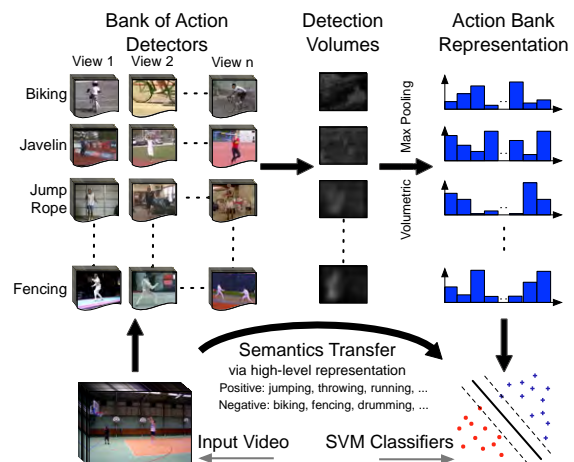 Bank of Action
Detectors
Detection
Volumes
Action Bank
Representation
View 1
View 2
View n
Biking
Javelin
Jump
Rope
Fencing
Max Pooling
Volumetric
Semantics Transfer
via high-level representation
Positive: jumping, throwing, running, ...
Negative: biking, fencing, drumming, ...
Input Video
SVM Classifiers